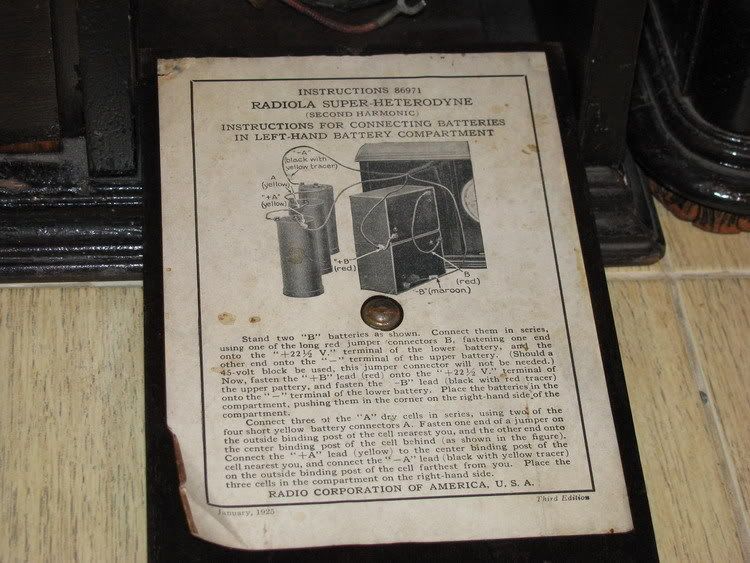 INSTRUCTIONS 86971
RADIOLA SUPER-HETERODYNE
(SECOND HARMONIC)
INSTRUCTIONS FOR CONNECTING BATTERIES
IN LEFT-HAND BATTERY COMPARTMENT
"-A"
(black with
yellow tracer)
A
(yellow)
"+A"
(yellow)
"+B"
(red)
B
(red)
"-B" (maroon)
Stand two "B" batteries as shown. Connect them in series,
using one of the long red jumper connectors B, fastening one end
onto the "+22½ V." terminal of the lower battery, and the
other end onto the "—" terminal of the upper battery. (Should a
45-volt block be used, this jumper connector will not be needed.)
Now, fasten the "+B" lead (red) onto the "+22½ V." terminal of
the upper battery, and fasten the "-B" lead (black with red tracer)
onto the "—" terminal of the lower battery. Place the batteries in the
compartment, pushing them in the corner on the right-hand side of the
compartment.
Connect three of the "A" dry cells in series, using two of the
four short yellow battery connectors A. Fasten one end of a jumper on
the outside binding post of the cell nearest you, and the other end onto
the center binding post of the cell behind (as shown in the figure).
Connect the "+A" lead (yellow) to the center binding post of the
cell nearest you, and connect the "—A" lead (black with yellow tracer)
on the outside binding post of the cell farthest from you. Place the
three cells in the compartment on the right-hand side.
RADIO CORPORATION OF AMERICA, U. S. A.
January, 1925
Third Edition